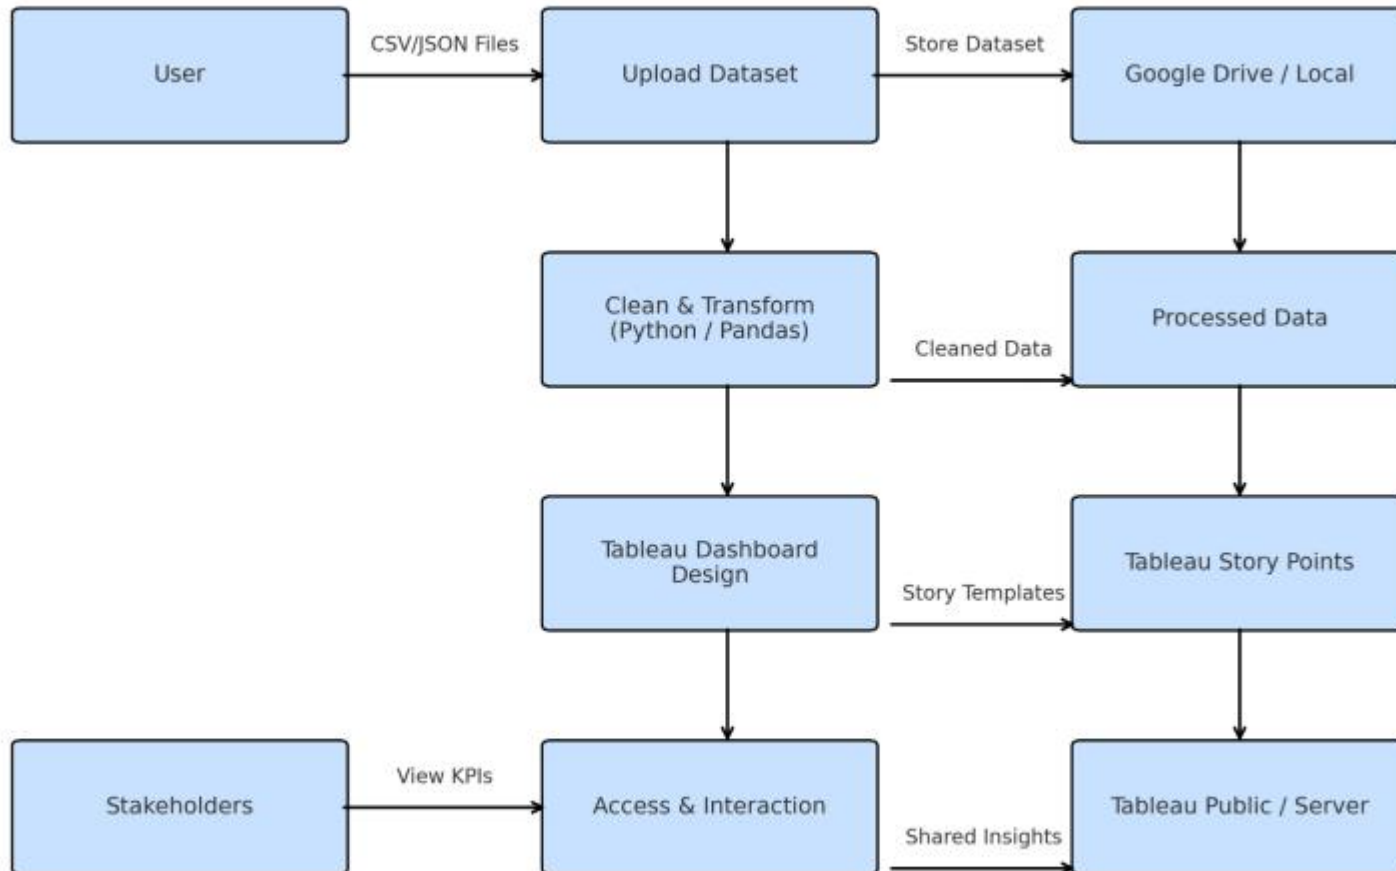 User
CSV/JSON Files
Upload Dataset
Store Dataset
Google Drive / Local
Clean & Transform
(Python / Pandas)
Cleaned Data
Processed Data
Tableau Dashboard
Design
Story Templates
Tableau Story Points
Stakeholders
View KPIs
Access & Interaction
Shared Insights
Tableau Public / Server